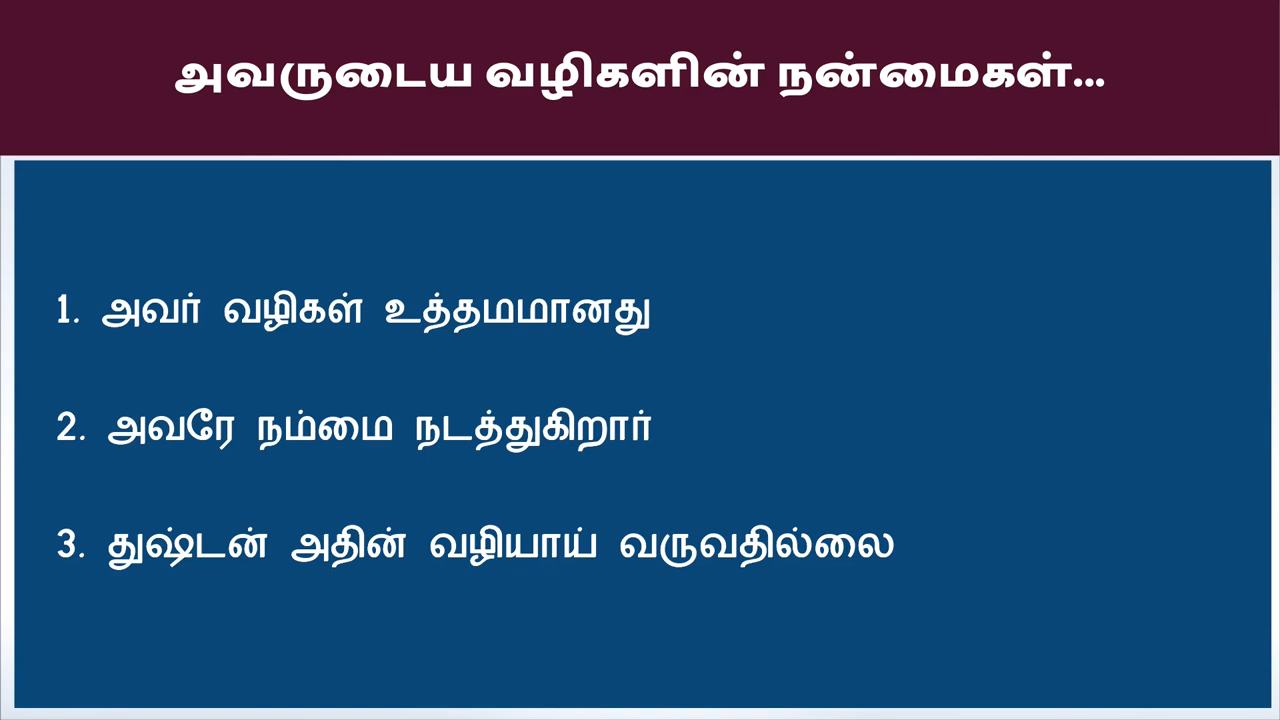 அவருடைய வழிகளின் நன்மைகள்...
1. அவர் வழிகள் உத்தமமானது
2. அவரே நம்மை நடத்துகிறார்
3. துஷ்டன் அதின் வழியாய் வருவதில்லை